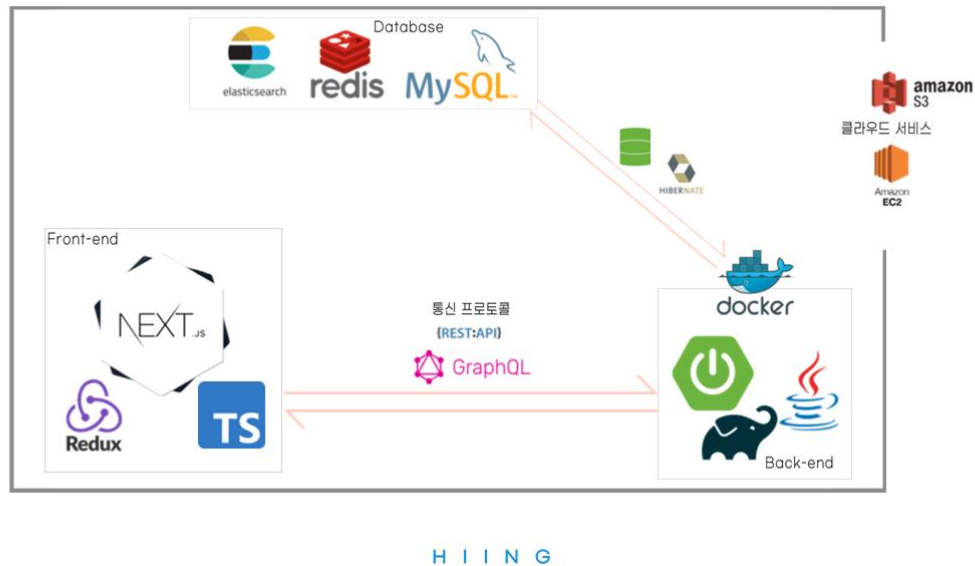 Database
elasticsearch
redis
MySQL
amazon
S3
클라우드 서비스
Amazon
EC2
HIBERNATE
Front-end
NEXT.JS
Redux
TS
통신 프로토콜
{REST:API}
GraphQL
docker
Back-end
HIING